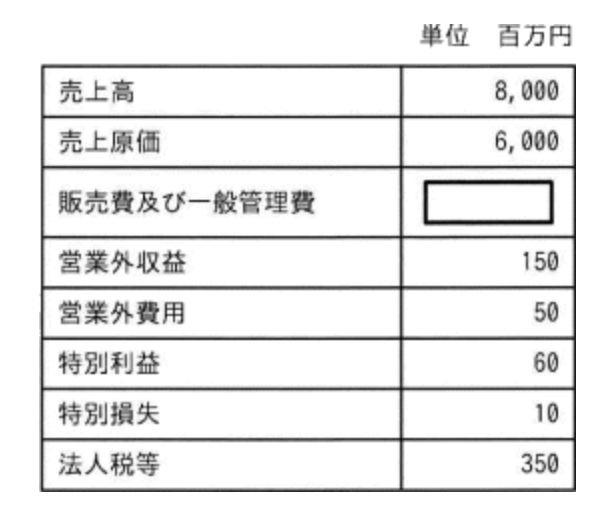 単位 百万円
売上高 8,000
売上原価 6,000
販売費及び一般管理費
営業外収益 150
営業外費用 50
特別利益 60
特別損失 10
法人税等 350